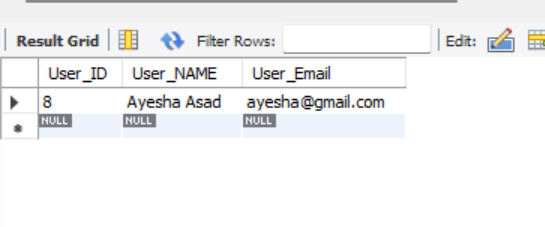 Result Grid Filter Rows: Edit:
User_ID User_NAME User_Email
8 Ayesha Asad ayesha@gmail.com
NULL NULL NULL